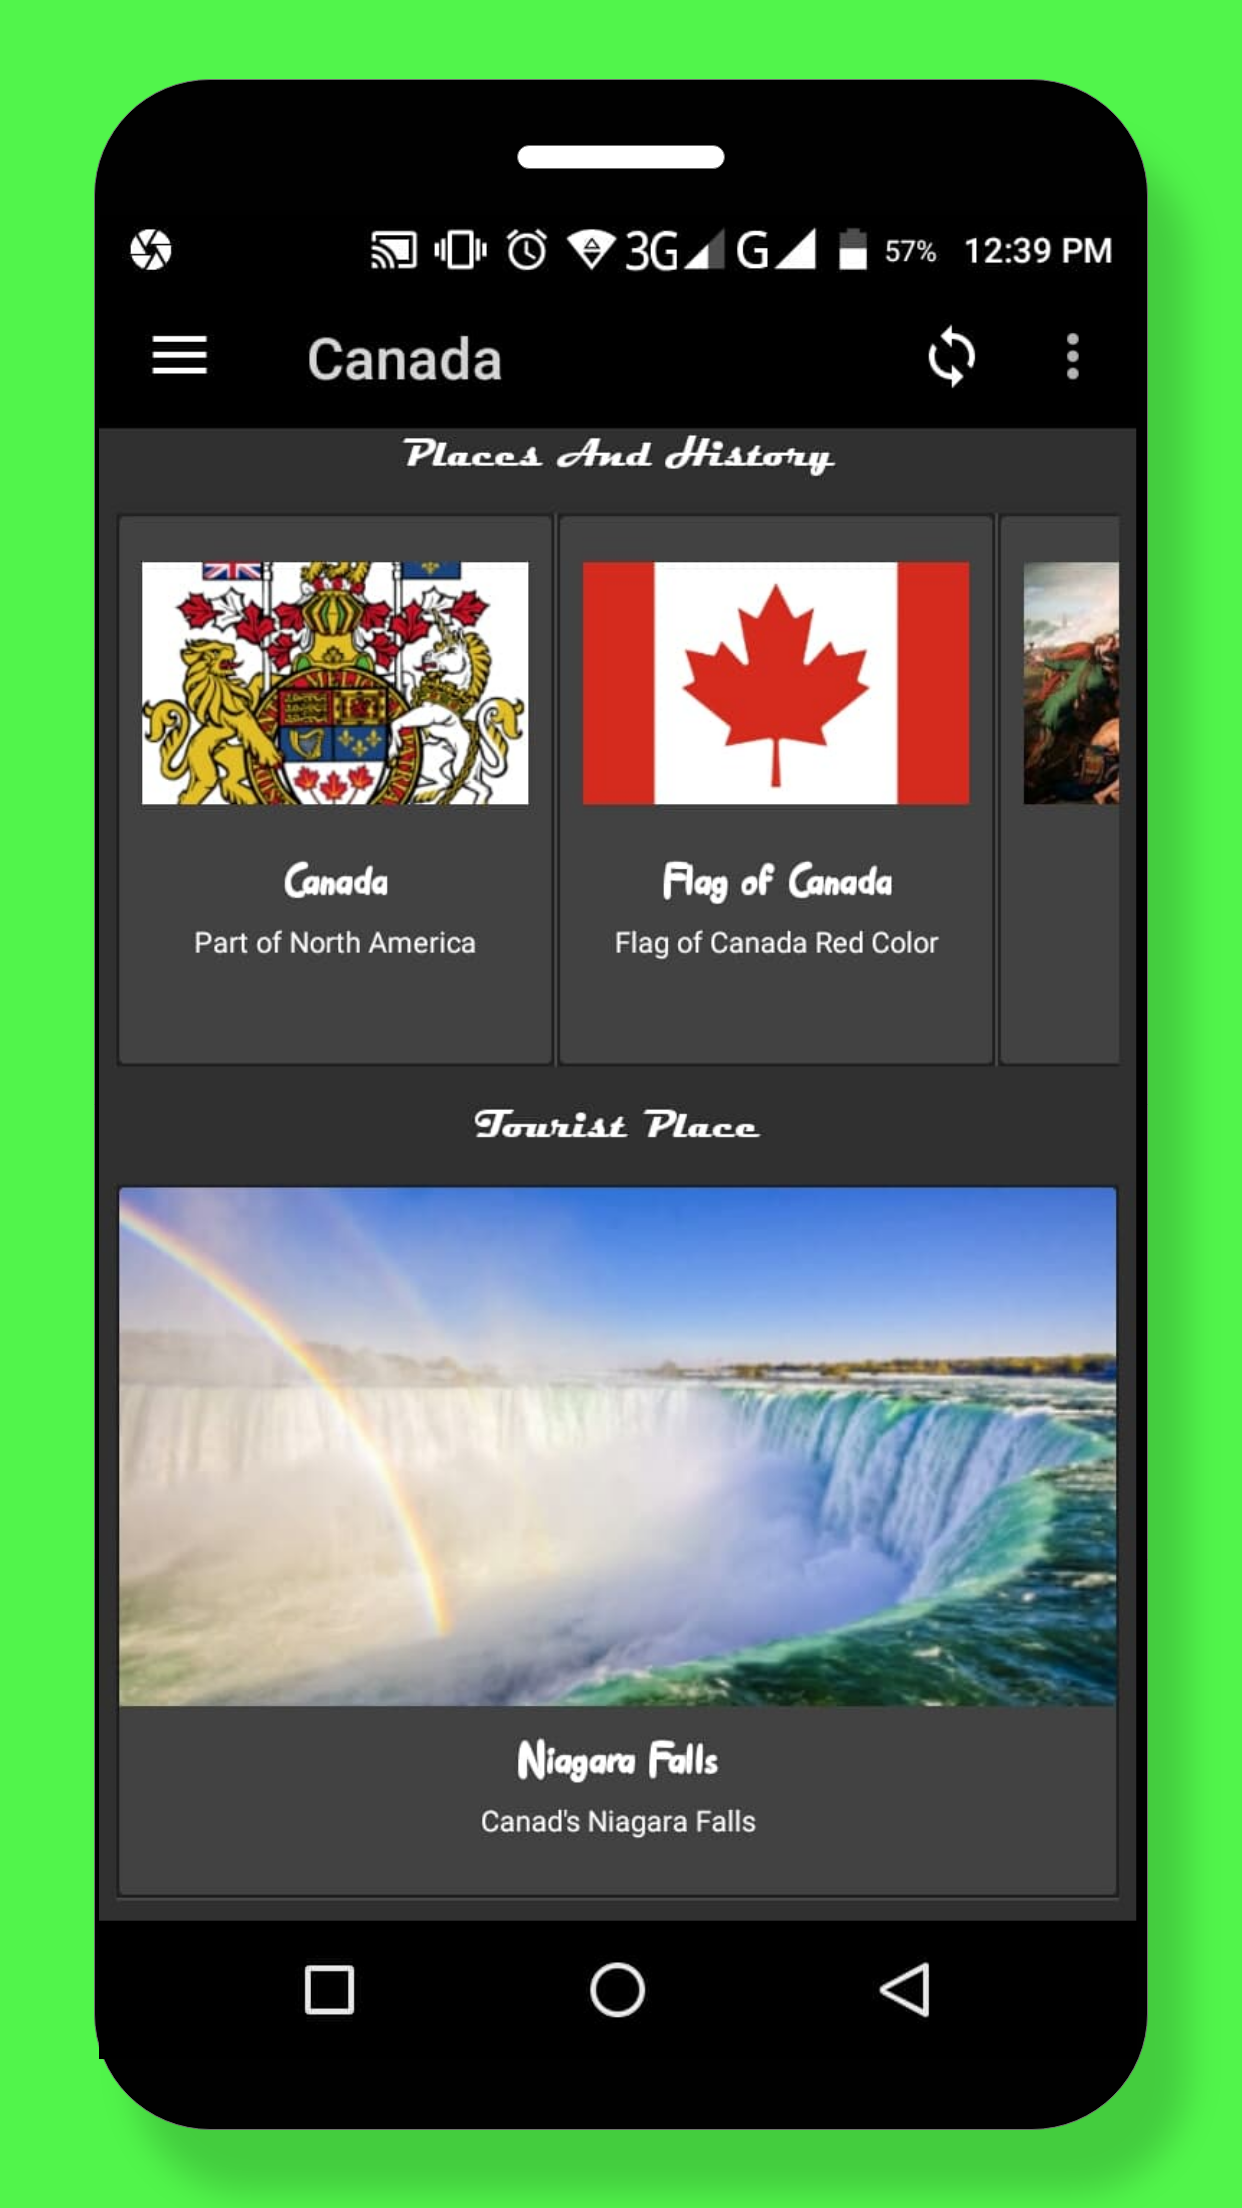 3G G 57% 12:39 PM
Canada
Places And History
Canada
Part of North America
Flag of Canada
Flag of Canada Red Color
Tourist Place
Niagara Falls
Canad's Niagara Falls